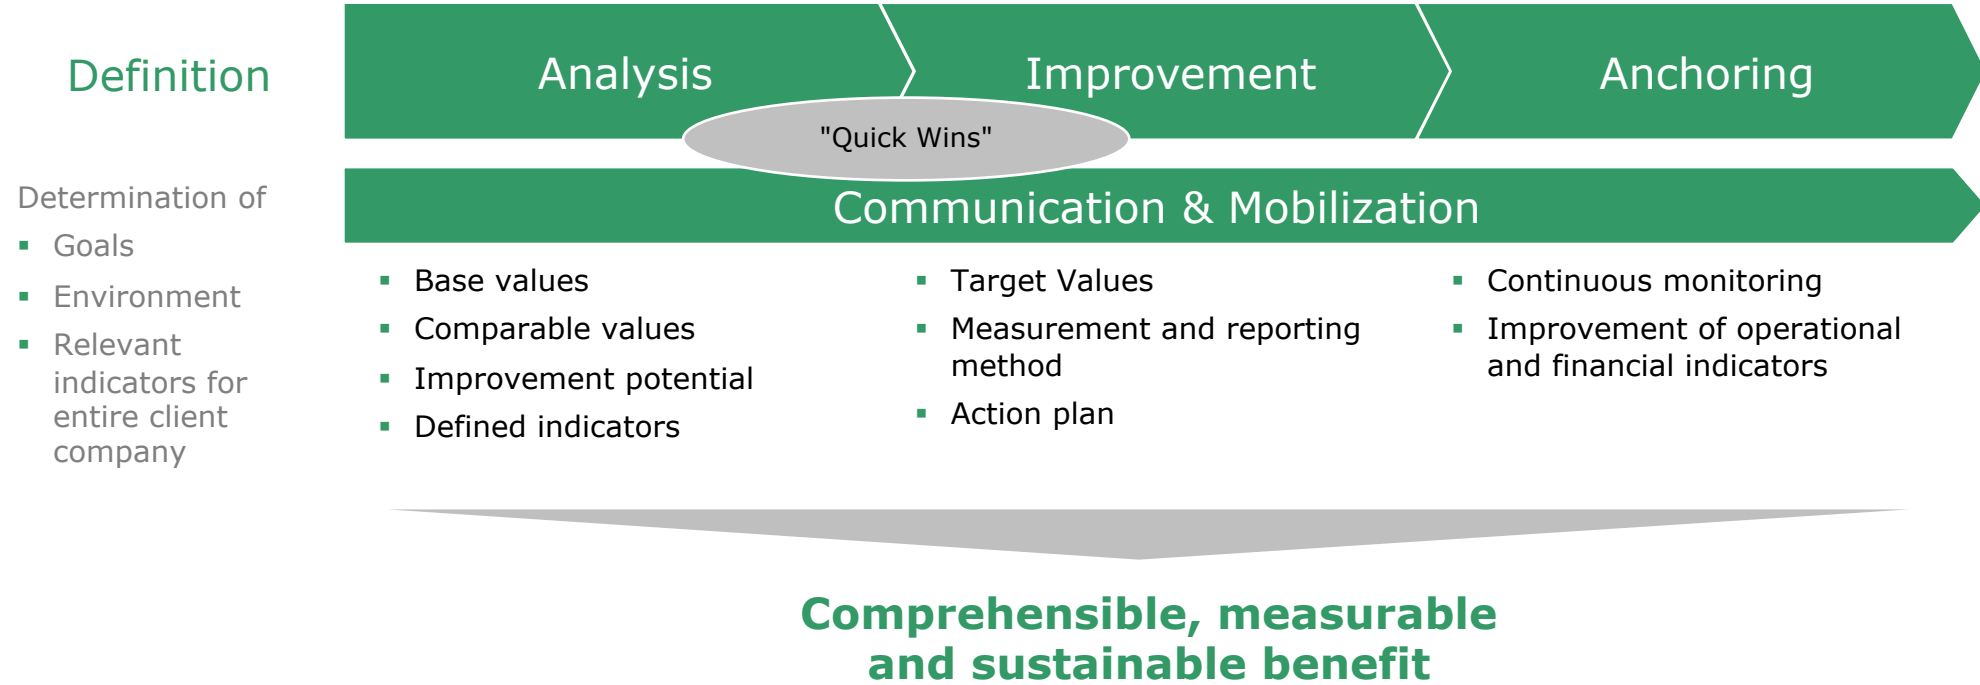 Definition
Analysis
Improvement
Anchoring
"Quick Wins"
Communication & Mobilization
Determination of
▪ Goals
▪ Environment
▪ Relevant
indicators for
entire client
company
▪ Base values
▪ Comparable values
▪ Improvement potential
▪ Defined indicators
▪ Target Values
▪ Measurement and reporting
method
▪ Action plan
▪ Continuous monitoring
▪ Improvement of operational
and financial indicators
Comprehensible, measurable
and sustainable benefit